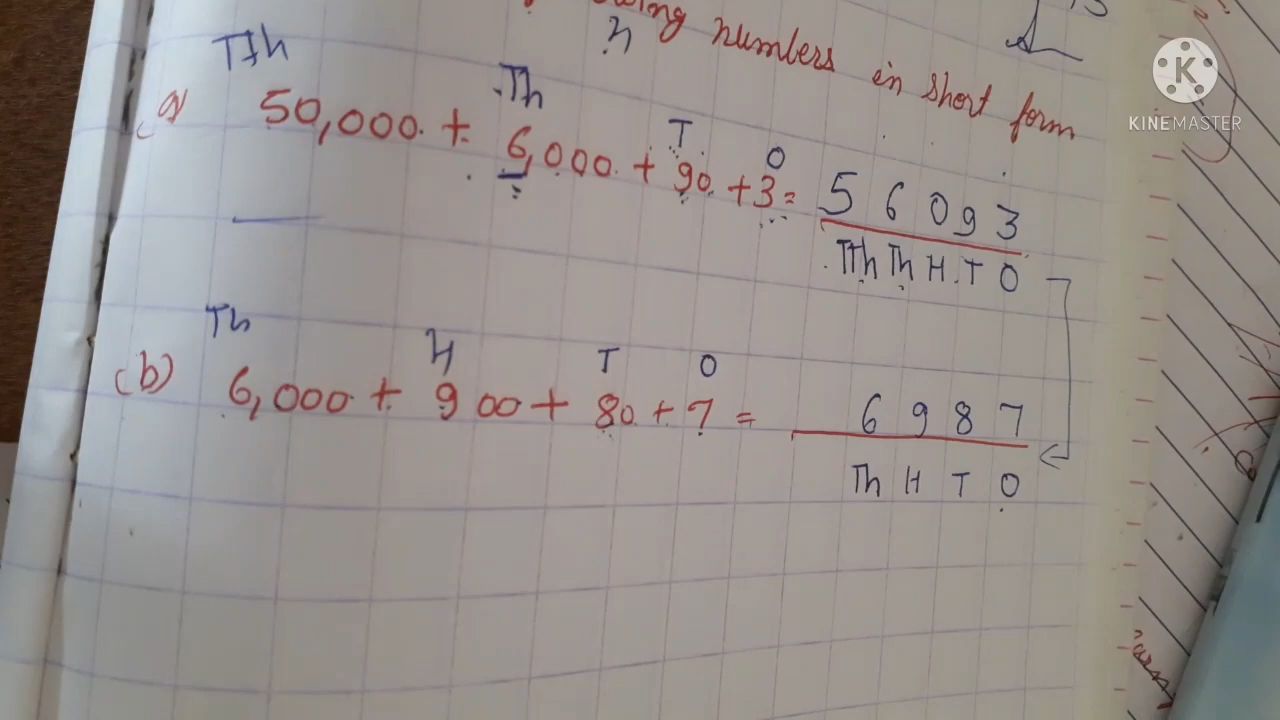 numbers in short form
h
TTh Th T O
(a) 50,000 + 6,000 + 90 + 3 = 5 6 0 9 3
TTh Th H T O
Th H T O
(b) 6,000 + 900 + 80 + 7 = 6 9 8 7
Th H T O
K
KINEMASTER